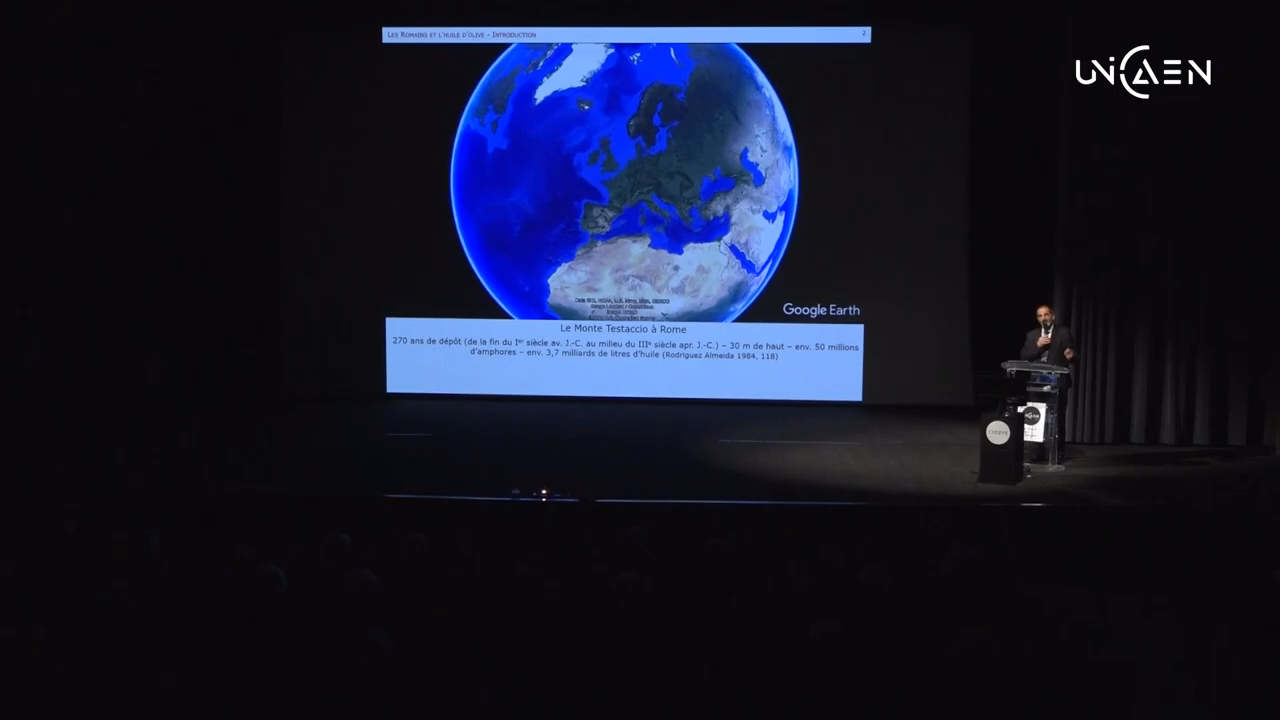 LES ROMAINS ET L'HUILE D'OLIVE – INTRODUCTION
2
UNICAEN
Google Earth
Le Monte Testaccio à Rome
270 ans de dépôt (de la fin du Ier siècle av. J.-C. au milieu du IIIe siècle apr. J.-C.) – 30 m de haut – env. 50 millions
d'amphores – env. 3,7 milliards de litres d'huile (Rodríguez Almeida 1984, 118)